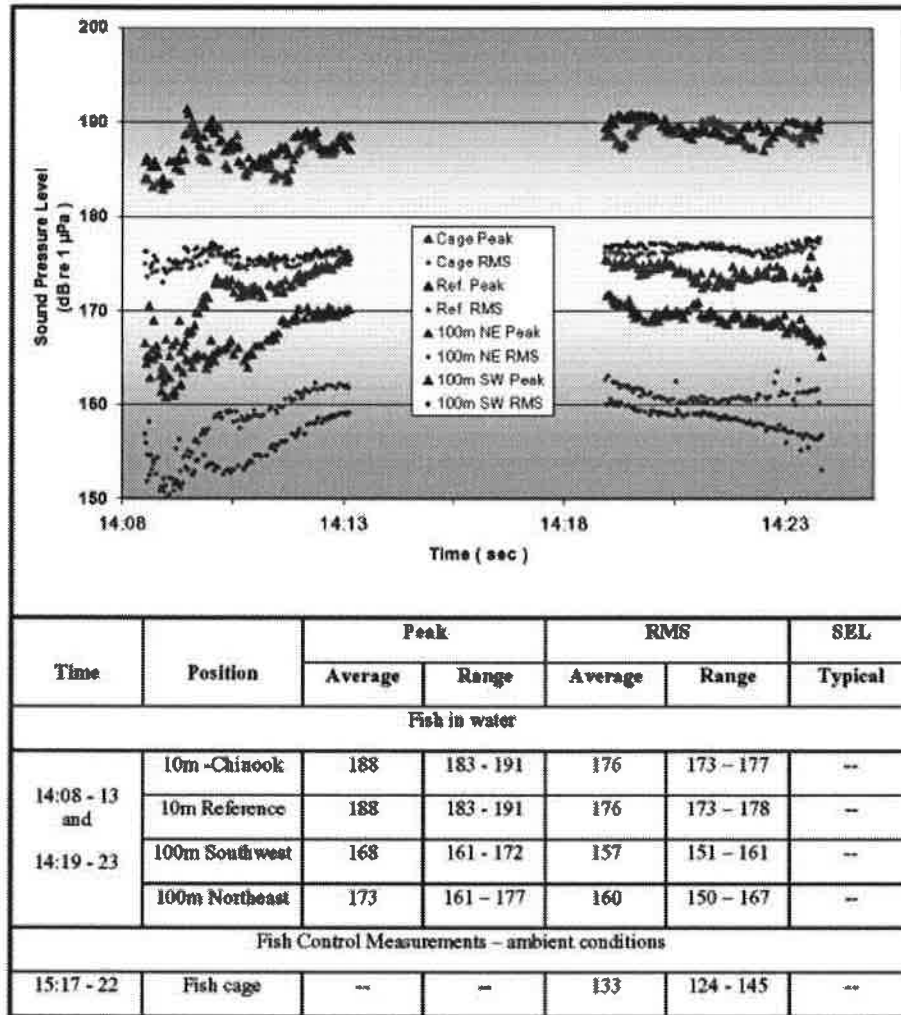 200
190
180
170
160
150
Sound Pressure Level
(dB re 1 µPa)
Cage Peak
Cage RMS
Ref. Peak
Ref. RMS
100m NE Peak
100m NE RMS
100m SW Peak
100m SW RMS
14:08 14:13 14:18 14:23
Time ( sec )
Time Position Peak RMS SEL
Average Range Average Range Typical
Fish in water
14:08 - 13
and
14:19 - 23
10m -Chinook 188 183 - 191 176 173 – 177 --
10m Reference 188 183 - 191 176 173 – 178 --
100m Southwest 168 161 - 172 157 151 – 161 --
100m Northeast 173 161 – 177 160 150 – 167 --
Fish Control Measurements – ambient conditions
15:17 - 22 Fish cage -- -- 133 124 - 145 --